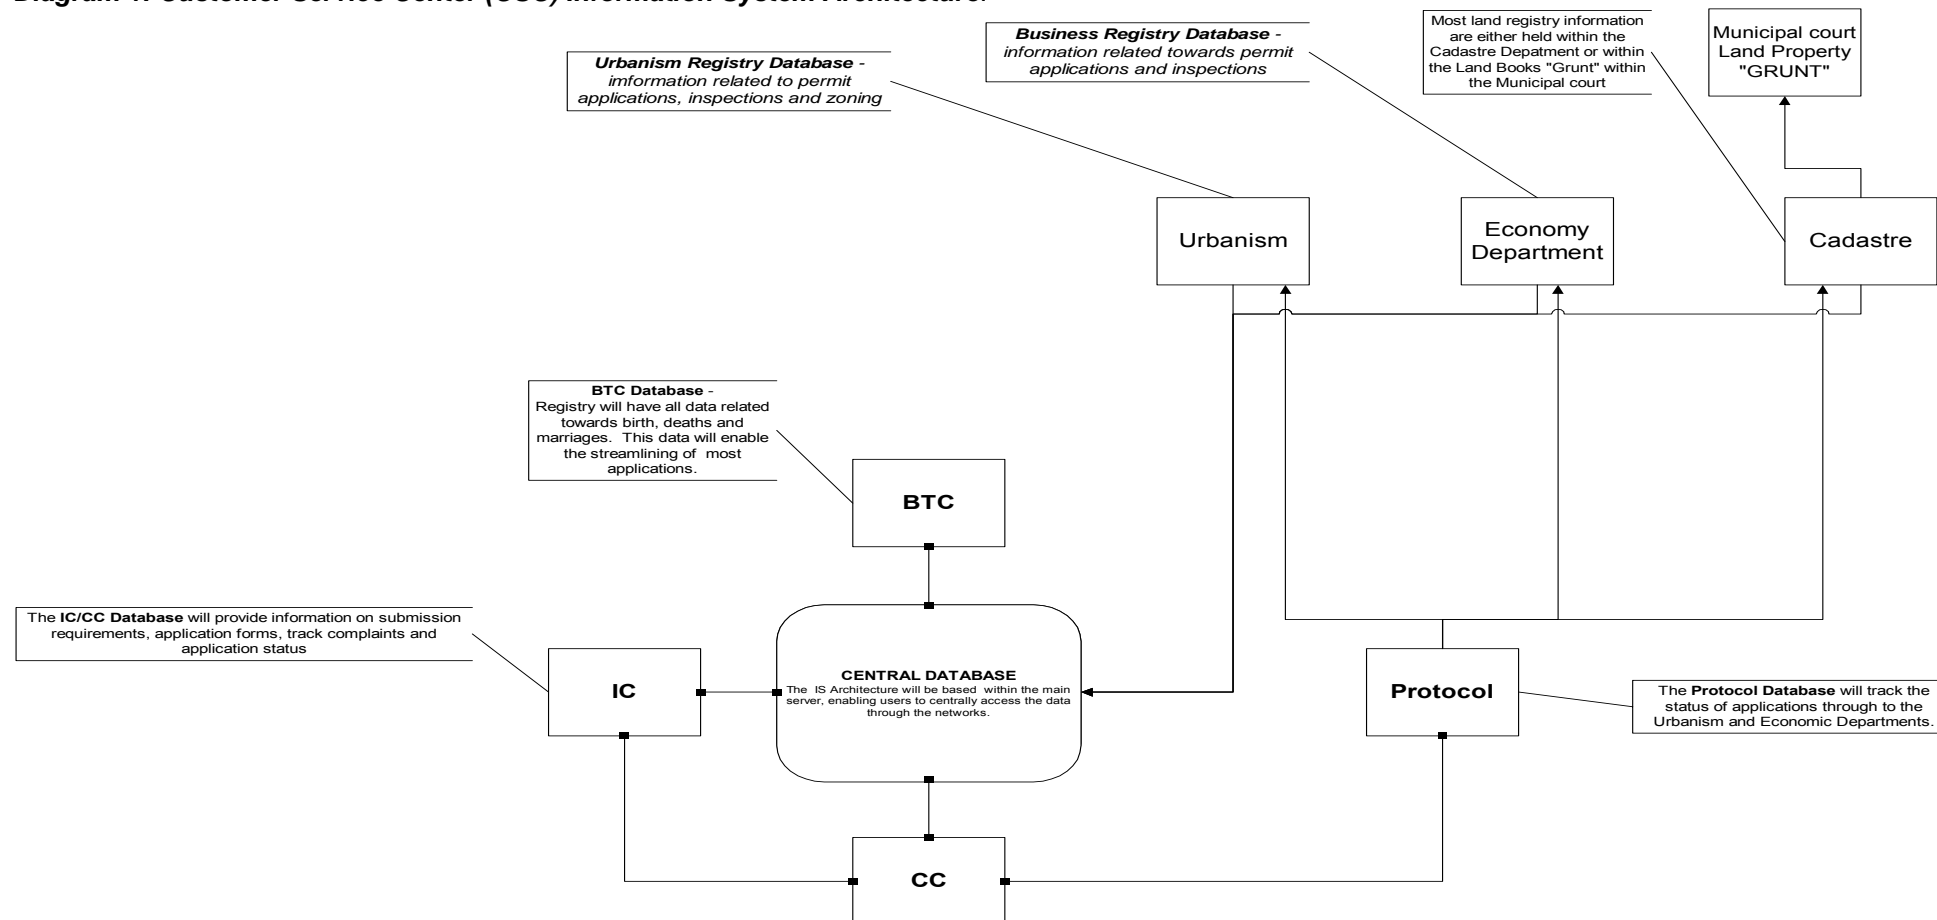 Diagram 1: Customer Service Center (CSC) Information System Architecture.
Urbanism Registry Database -
imformation related to permit
applications, inspections and zoning
Business Registry Database -
information related towards permit
applications and inspections
Most land registry information
are either held within the
Cadastre Depatment or within
the Land Books "Grunt" within
the Municipal court
Municipal court
Land Property
"GRUNT"
Urbanism
Economy
Department
Cadastre
BTC Database -
Registry will have all data related
towards birth, deaths and
marriages. This data will enable
the streamlining of most
applications.
BTC
The IC/CC Database will provide information on submission
requirements, application forms, track complaints and
application status
IC
CENTRAL DATABASE
The IS Architecture will be based within the main
server, enabling users to centrally access the data
through the networks.
Protocol
The Protocol Database will track the
status of applications through to the
Urbanism and Economic Departments.
CC